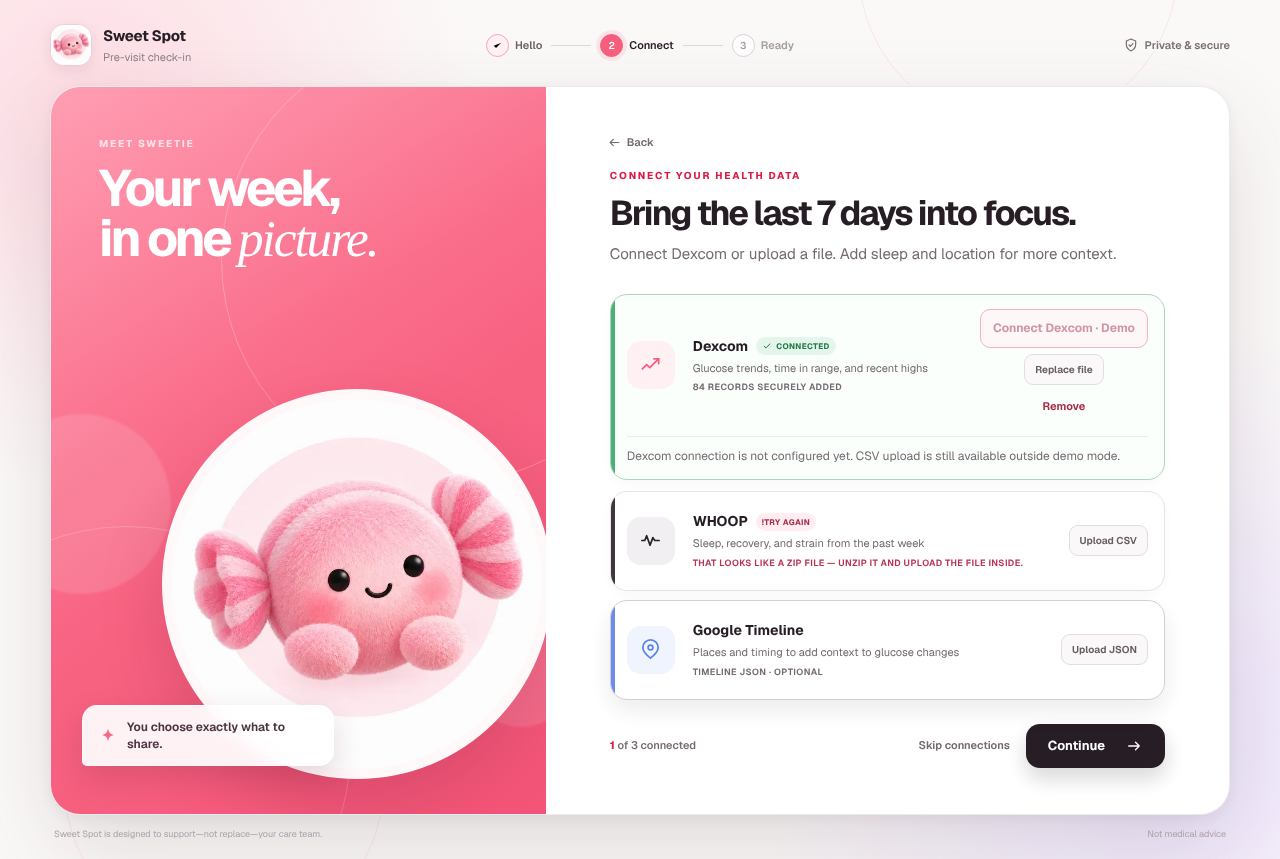 Sweet Spot
Pre-visit check-in
Hello
2 Connect
3 Ready
Private & secure
MEET SWEETIE
Your week,
in one picture.
You choose exactly what to
share.
Back
CONNECT YOUR HEALTH DATA
Bring the last 7 days into focus.
Connect Dexcom or upload a file. Add sleep and location for more context.
Dexcom
CONNECTED
Glucose trends, time in range, and recent highs
84 RECORDS SECURELY ADDED
Connect Dexcom · Demo
Replace file
Remove
Dexcom connection is not configured yet. CSV upload is still available outside demo mode.
WHOOP
!TRY AGAIN
Sleep, recovery, and strain from the past week
THAT LOOKS LIKE A ZIP FILE — UNZIP IT AND UPLOAD THE FILE INSIDE.
Upload CSV
Google Timeline
Places and timing to add context to glucose changes
TIMELINE JSON · OPTIONAL
Upload JSON
1 of 3 connected
Skip connections
Continue
Sweet Spot is designed to support—not replace—your care team.
Not medical advice